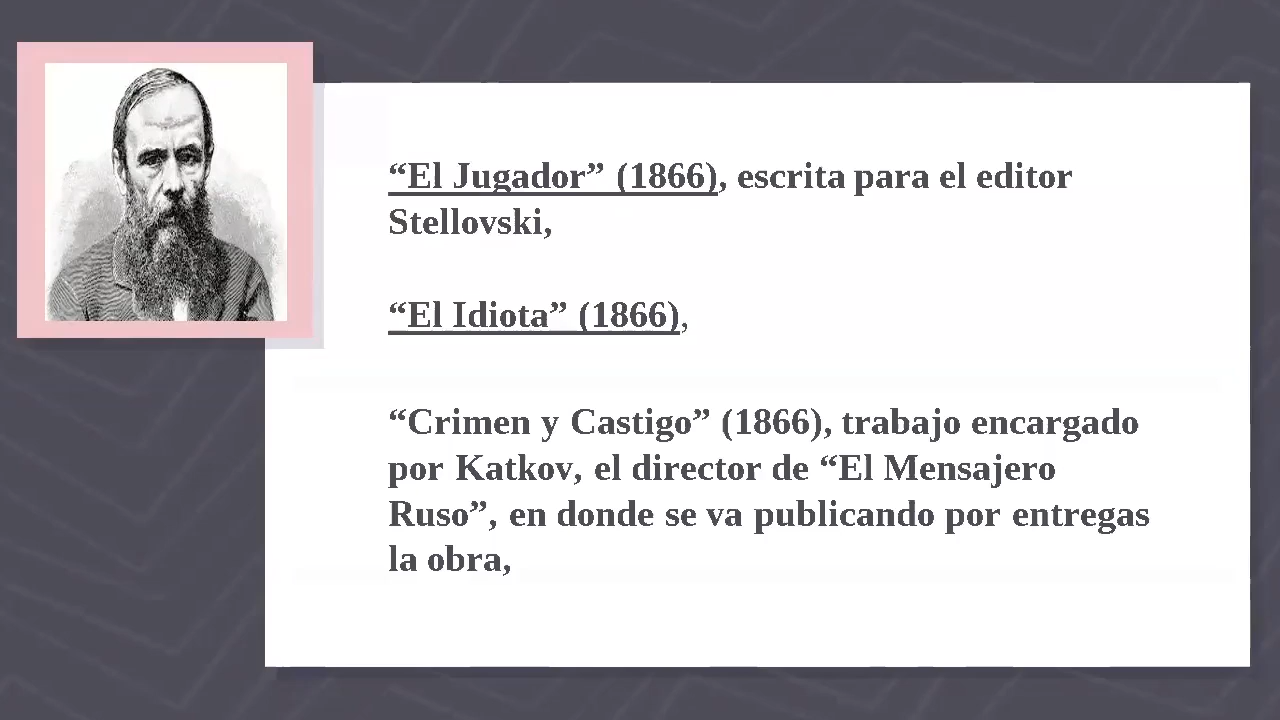 “El Jugador” (1866), escrita para el editor
Stellovski,
“El Idiota” (1866),
“Crimen y Castigo” (1866), trabajo encargado
por Katkov, el director de “El Mensajero
Ruso”, en donde se va publicando por entregas
la obra,